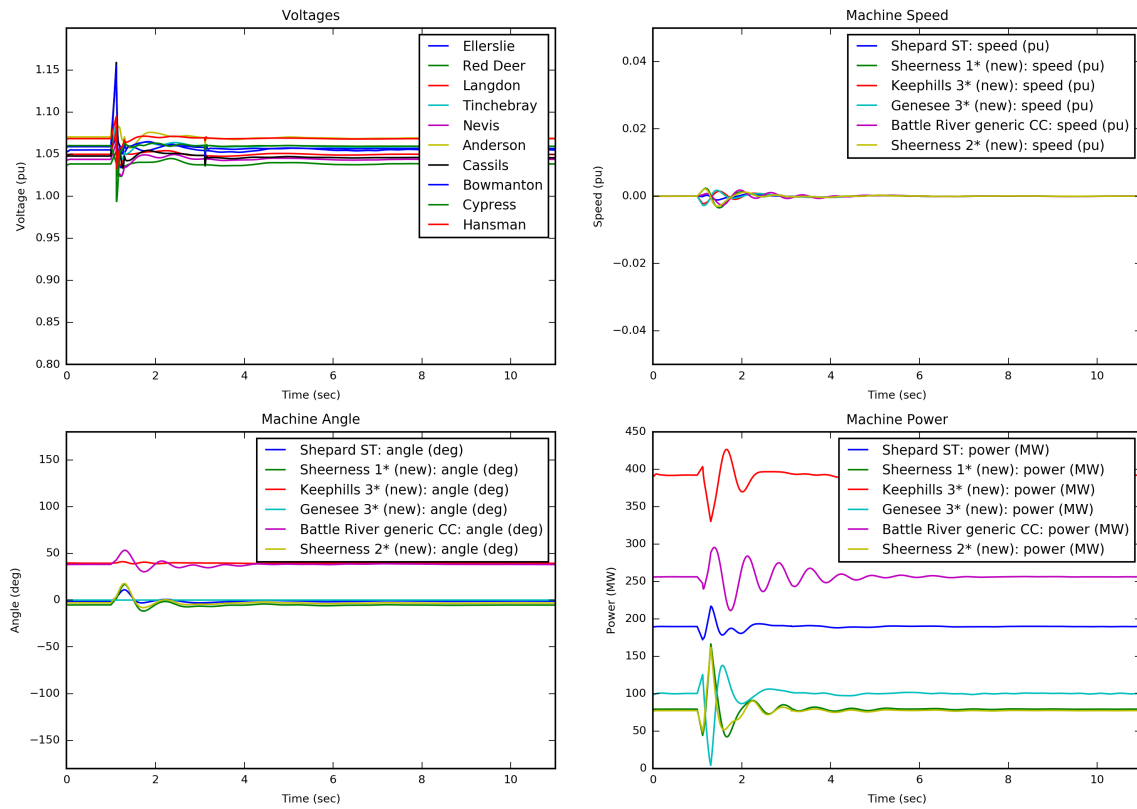 Voltages
Voltage (pu)
1.15
1.10
1.05
1.00
0.95
0.90
0.85
0.80
0 2 4 6 8 10
Time (sec)
Ellerslie
Red Deer
Langdon
Tinchebray
Nevis
Anderson
Cassils
Bowmanton
Cypress
Hansman
Machine Speed
Speed (pu)
0.04
0.02
0.00
−0.02
−0.04
0 2 4 6 8 10
Time (sec)
Shepard ST: speed (pu)
Sheerness 1* (new): speed (pu)
Keephills 3* (new): speed (pu)
Genesee 3* (new): speed (pu)
Battle River generic CC: speed (pu)
Sheerness 2* (new): speed (pu)
Machine Angle
Angle (deg)
150
100
50
0
−50
−100
−150
0 2 4 6 8 10
Time (sec)
Shepard ST: angle (deg)
Sheerness 1* (new): angle (deg)
Keephills 3* (new): angle (deg)
Genesee 3* (new): angle (deg)
Battle River generic CC: angle (deg)
Sheerness 2* (new): angle (deg)
Machine Power
Power (MW)
450
400
350
300
250
200
150
100
50
0
0 2 4 6 8 10
Time (sec)
Shepard ST: power (MW)
Sheerness 1* (new): power (MW)
Keephills 3* (new): power (MW)
Genesee 3* (new): power (MW)
Battle River generic CC: power (MW)
Sheerness 2* (new): power (MW)